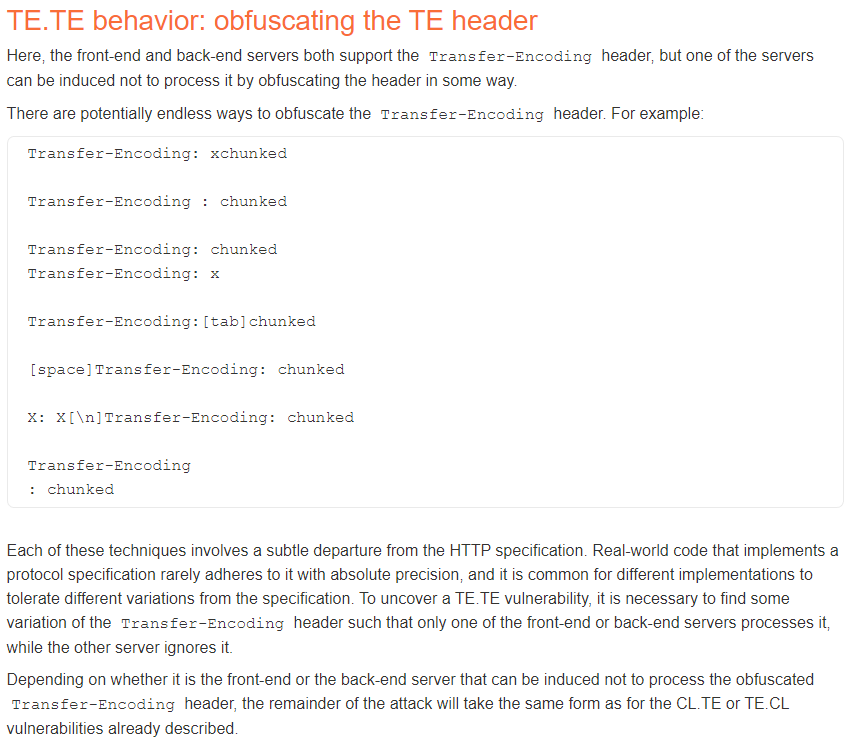 TE.TE behavior: obfuscating the TE header
Here, the front-end and back-end servers both support the Transfer-Encoding header, but one of the servers
can be induced not to process it by obfuscating the header in some way.
There are potentially endless ways to obfuscate the Transfer-Encoding header. For example:
Transfer-Encoding: xchunked
Transfer-Encoding : chunked
Transfer-Encoding: chunked
Transfer-Encoding: x
Transfer-Encoding:[tab]chunked
[space]Transfer-Encoding: chunked
X: X[\n]Transfer-Encoding: chunked
Transfer-Encoding
: chunked
Each of these techniques involves a subtle departure from the HTTP specification. Real-world code that implements a
protocol specification rarely adheres to it with absolute precision, and it is common for different implementations to
tolerate different variations from the specification. To uncover a TE.TE vulnerability, it is necessary to find some
variation of the Transfer-Encoding header such that only one of the front-end or back-end servers processes it,
while the other server ignores it.
Depending on whether it is the front-end or the back-end server that can be induced not to process the obfuscated
Transfer-Encoding header, the remainder of the attack will take the same form as for the CL.TE or TE.CL
vulnerabilities already described.